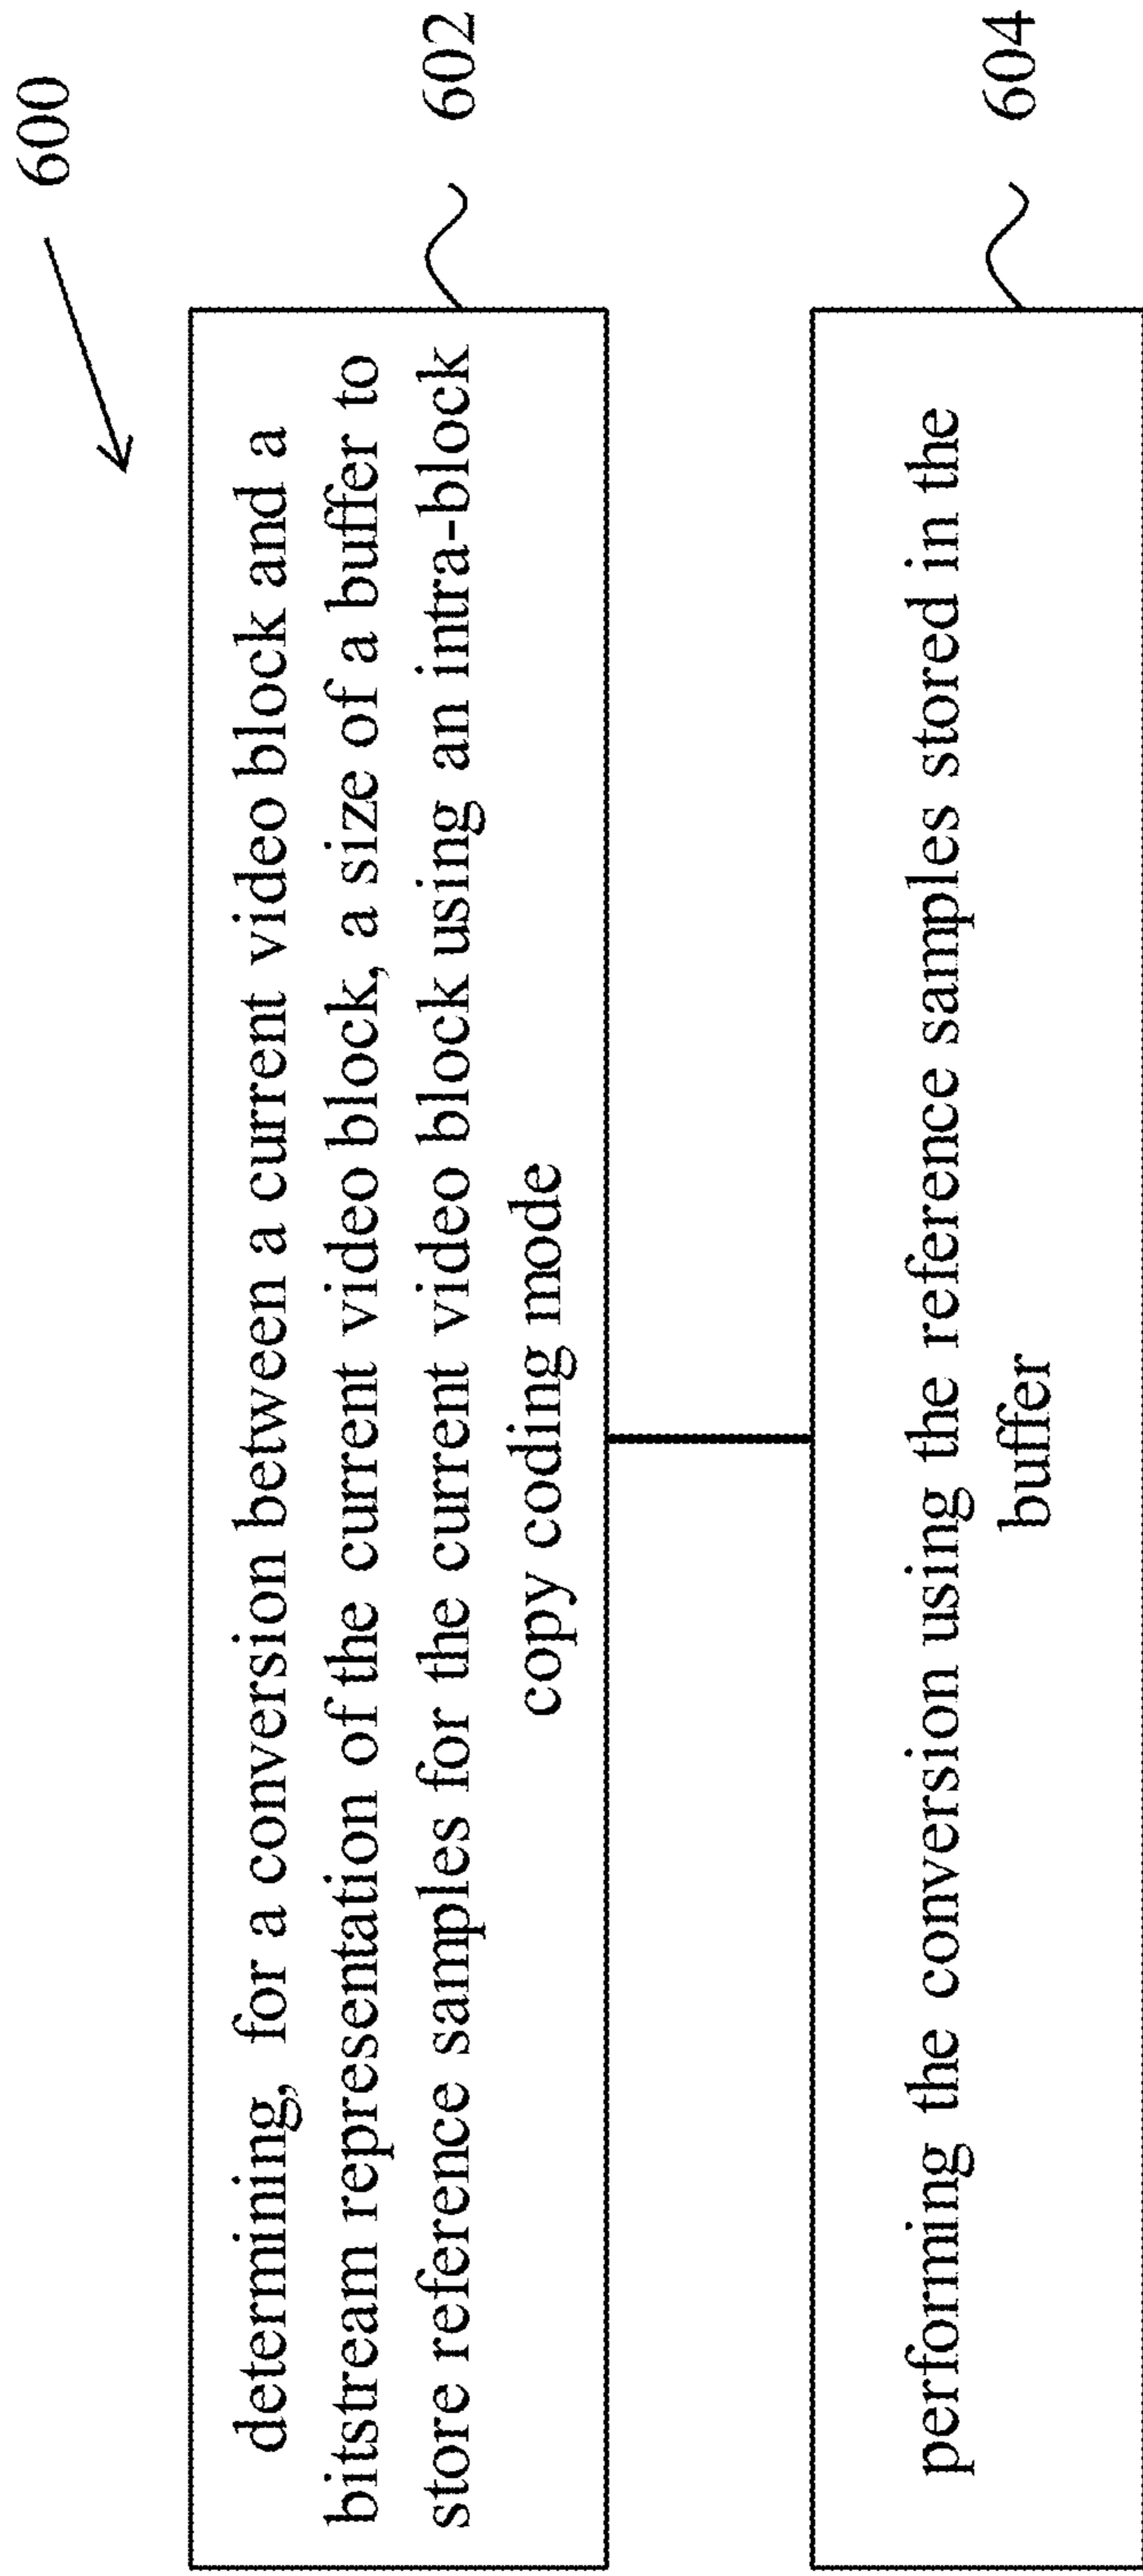 600
determining, for a conversion between a current video block and a
bitstream representation of the current video block, a size of a buffer to
store reference samples for the current video block using an intra-block
copy coding mode
602
performing the conversion using the reference samples stored in the
buffer
604